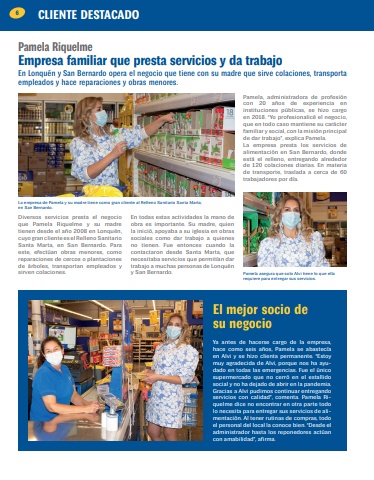 6
CLIENTE DESTACADO
Pamela Riquelme
Empresa familiar que presta servicios y da trabajo
En Lonquén y San Bernardo opera el negocio que tiene con su madre que sirve colaciones, transporta
empleados y hace reparaciones y obras menores.
La empresa de Pamela y su madre tiene como gran cliente al Relleno Sanitario Santa Marta,
en San Bernardo.
Diversos servicios presta el negocio
que Pamela Riquelme y su madre
tienen desde el año 2008 en Lonquén,
cuyo gran cliente es el Relleno Sanitario
Santa Marta, en San Bernardo. Para
este, efectúan obras menores, como
reparaciones de cercos o plantaciones
de árboles, transportan empleados y
sirven colaciones.
En todas estas actividades la mano de
obra es importante. Su madre, quien
la inició, apoyaba a su iglesia en obras
sociales como dar trabajo a quienes
no tienen. Fue entonces cuando la
contactaron desde Santa Marta, que
necesitaba servicios que permitían dar
trabajo a muchas personas de Lonquén
y San Bernardo.
Pamela, administradora de profesión
con 20 años de experiencia en
instituciones públicas, se hizo cargo
en 2018. "Yo profesionalicé el negocio,
que en todo caso mantiene su carácter
familiar y social, con la misión principal
de dar trabajo", explica Pamela.
La empresa presta los servicios de
alimentación en San Bernardo, donde
está el relleno, entregando alrededor
de 120 colaciones diarias. En materia
de transporte, traslada a cerca de 60
trabajadores por día.
Pamela asegura que solo Alvi tiene lo que ella
requiere para entregar sus servicios.
El mejor socio de
su negocio
Ya antes de hacerse cargo de la empresa,
hace como seis años, Pamela se abastecía
en Alvi y se hizo clienta permanente. "Estoy
muy agradecida de Alvi, porque nos ha ayu-
dado en todas las emergencias. Fue el único
supermercado que no cerró en el estallido
social y no ha dejado de abrir en la pandemia.
Gracias a Alvi pudimos continuar entregando
servicios con calidad", comenta. Pamela Ri-
quelme dice no encontrar en otra parte todo
lo necesita para entregar sus servicios de ali-
mentación. Al tener rutinas de compras, todo
el personal del local la conoce bien. "Desde el
administrador hasta los reponedores actúan
con amabilidad", afirma.